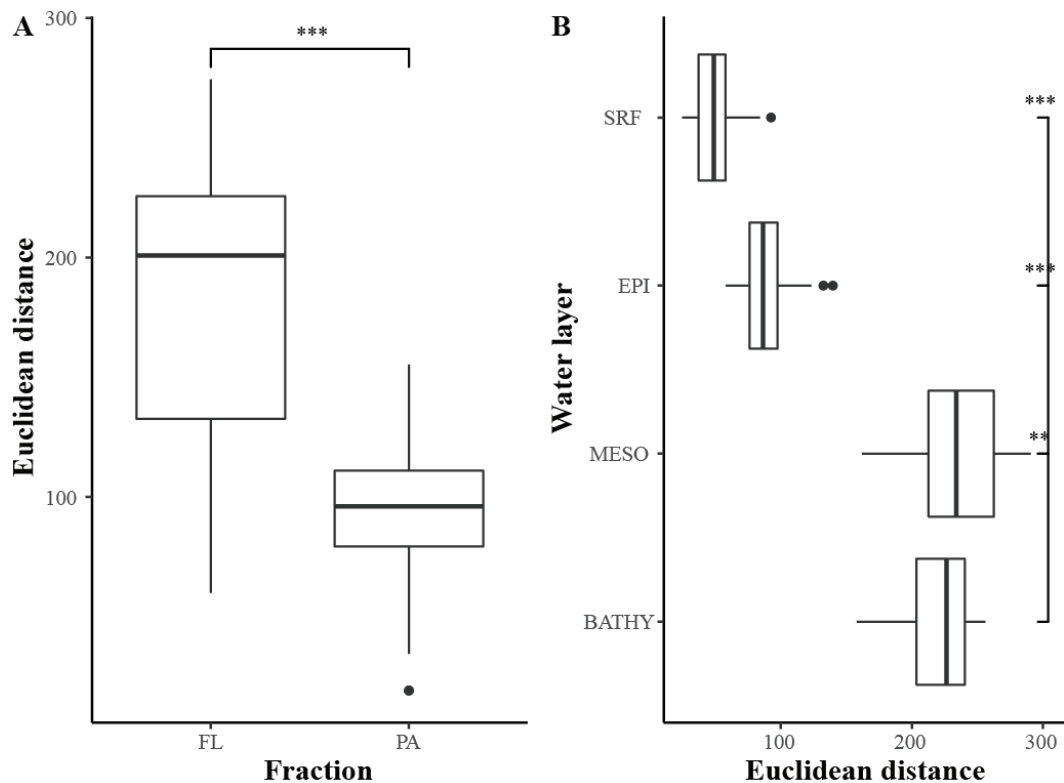 A
300
200
100
Euclidean distance
***
FL
PA
Fraction
B
Water layer
SRF
EPI
MESO
BATHY
***
***
**
100
200
300
Euclidean distance